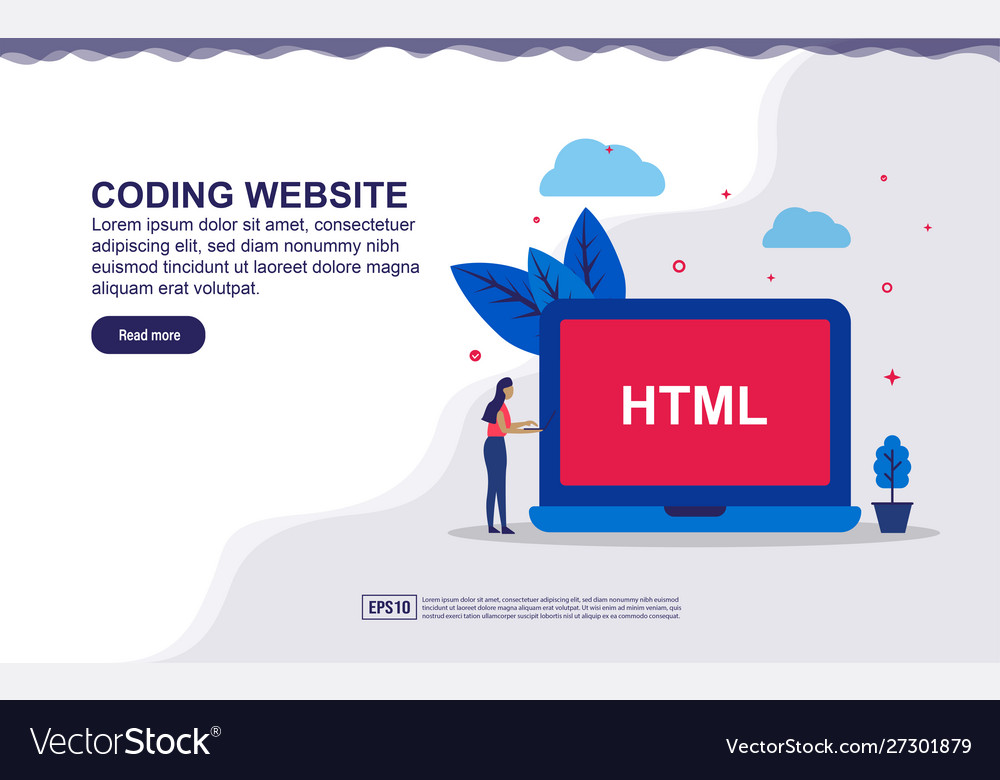 CODING WEBSITE
Lorem ipsum dolor sit amet, consectetuer
adipiscing elit, sed diam nonummy nibh
euismod tincidunt ut laoreet dolore magna
aliquam erat volutpat.
Read more
HTML
EPS10
Lorem ipsum dolor sit amet, consectetuer adipiscing elit, sed diam nonummy nibh euismod
tincidunt ut laoreet dolore magna aliquam erat volutpat. Ut wisi enim ad minim veniam, quis
nostrud exerci tation ullamcorper suscipit lobortis nisl ut aliquip ex ea commodo consequat.
VectorStock®
VectorStock.com/27301879